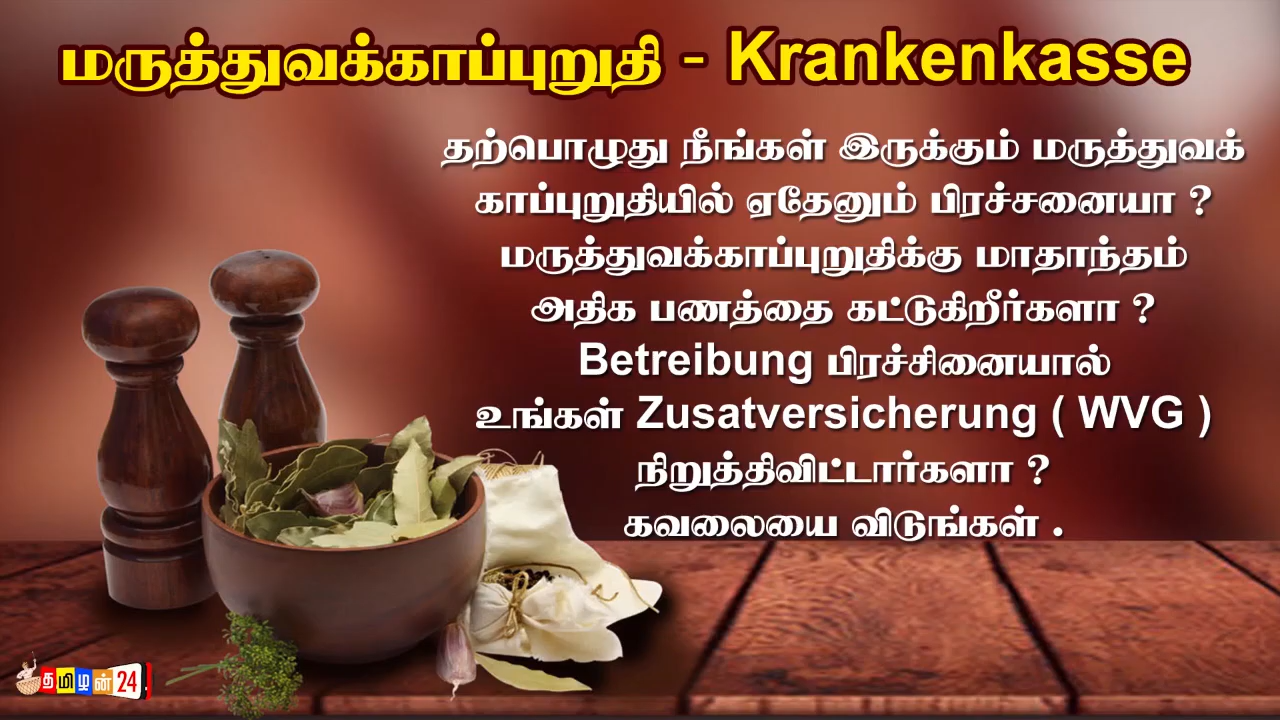 மருத்துவக்காப்புறுதி - Krankenkasse
தற்பொழுது நீங்கள் இருக்கும் மருத்துவக்
காப்புறுதியில் ஏதேனும் பிரச்சனையா ?
மருத்துவக்காப்புறுதிக்கு மாதாந்தம்
அதிக பணத்தை கட்டுகிறீர்களா ?
Betreibung பிரச்சினையால்
உங்கள் Zusatversicherung ( WVG )
நிறுத்திவிட்டார்களா ?
கவலையை விடுங்கள் .
தமிழன் 24